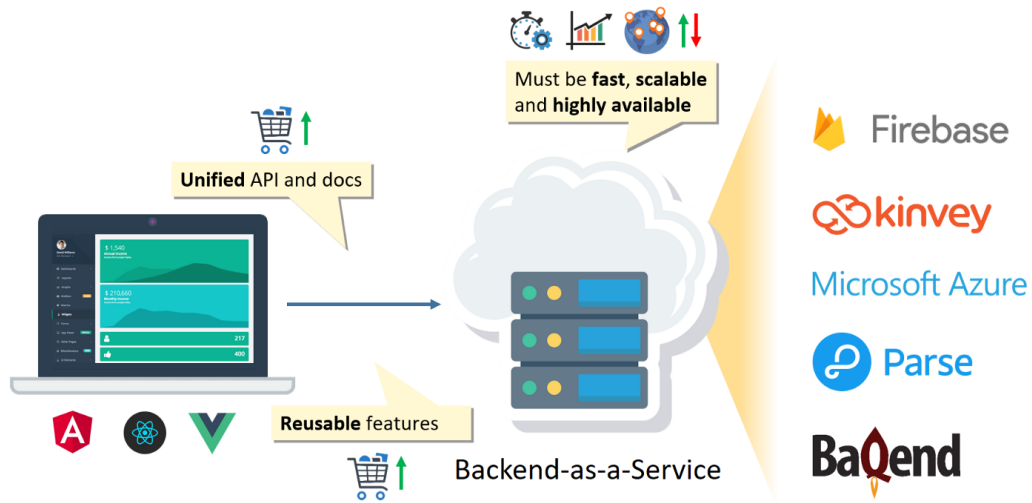 Must be fast, scalable
and highly available
Unified API and docs
$ 1,540
$ 210,660
217
400
Reusable features
Backend-as-a-Service
Firebase
kinvey
Microsoft Azure
Parse
BaQend
A